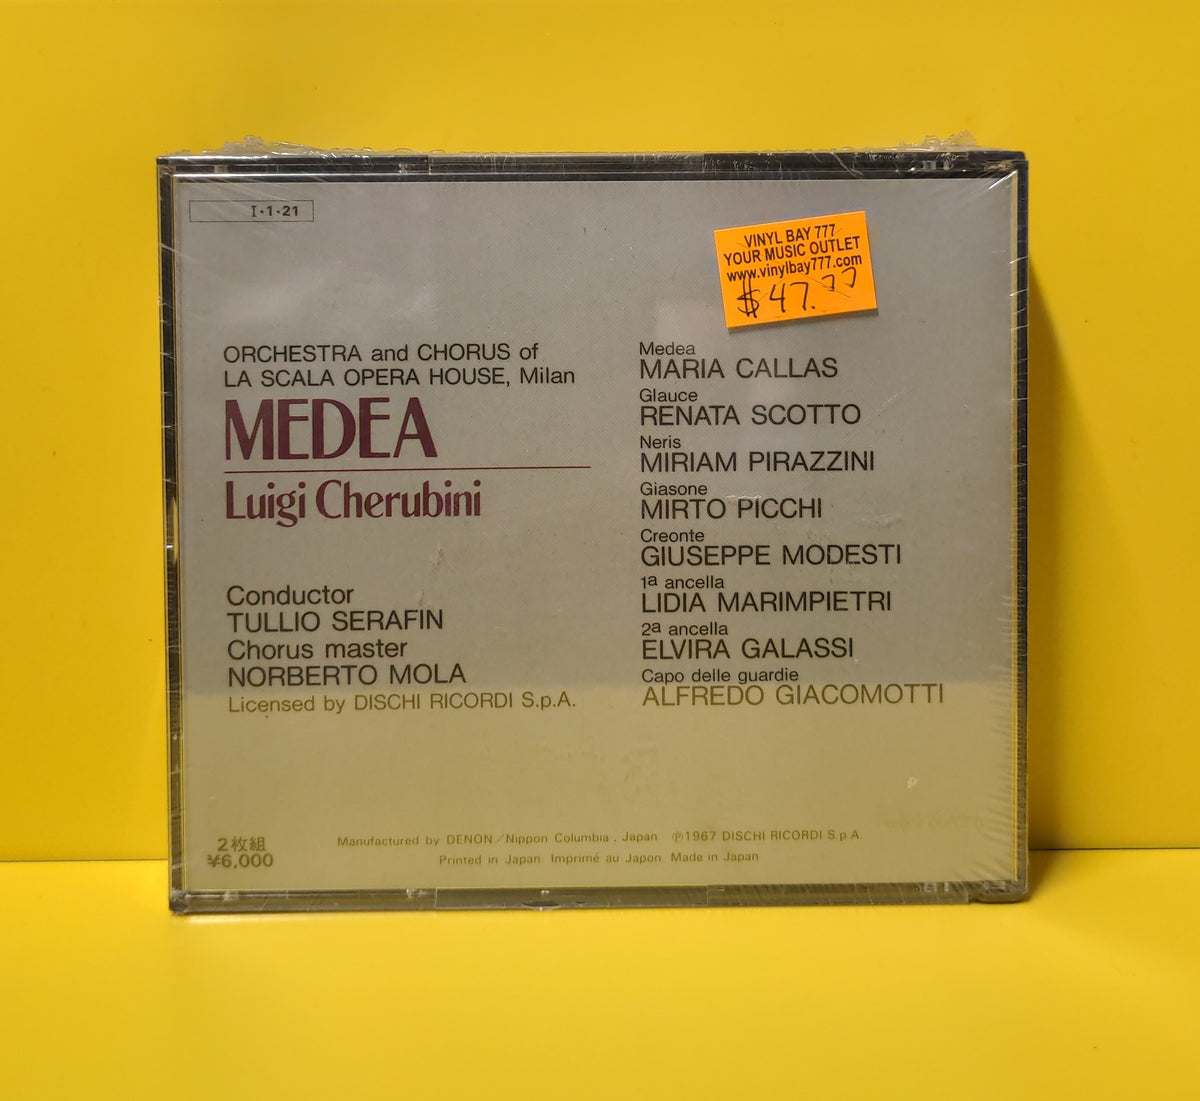 I·1·21
VINYL BAY 777
YOUR MUSIC OUTLET
www.vinylbay777.com
$47.77
ORCHESTRA and CHORUS of
LA SCALA OPERA HOUSE, Milan
MEDEA
Luigi Cherubini
Conductor
TULLIO SERAFIN
Chorus master
NORBERTO MOLA
Licensed by DISCHI RICORDI S.p.A.
Medea
MARIA CALLAS
Glauce
RENATA SCOTTO
Neris
MIRIAM PIRAZZINI
Giasone
MIRTO PICCHI
Creonte
GIUSEPPE MODESTI
1ª ancella
LIDIA MARIMPIETRI
2ª ancella
ELVIRA GALASSI
Capo delle guardie
ALFREDO GIACOMOTTI
2枚組
¥6,000
Manufactured by DENON/Nippon Columbia, Japan ℗1967 DISCHI RICORDI S.p.A.
Printed in Japan Imprimé au Japon Made in Japan